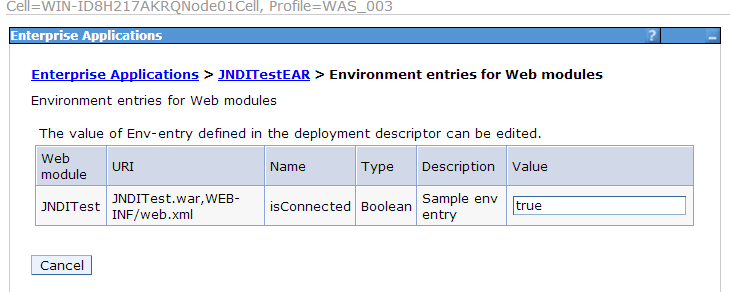 Cell=WIN-ID8H217AKRQNode01Cell, Profile=WAS_003
Enterprise Applications ? _
Enterprise Applications > JNDITestEAR > Environment entries for Web modules
Environment entries for Web modules
The value of Env-entry defined in the deployment descriptor can be edited.
Web module URI Name Type Description Value
JNDITest JNDITest.war,WEB-INF/web.xml isConnected Boolean Sample env entry true
Cancel